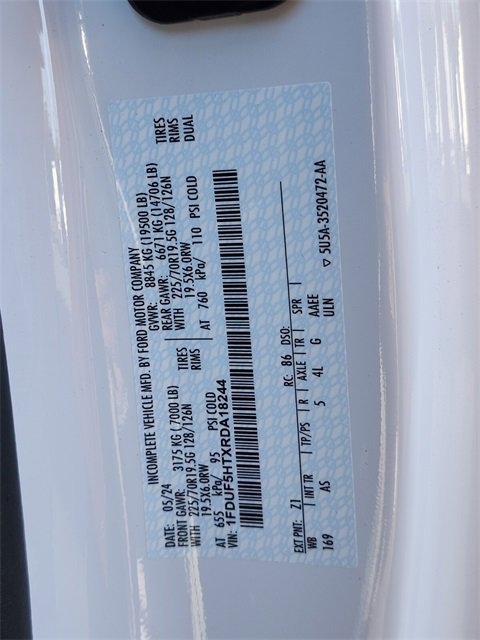 INCOMPLETE VEHICLE MFD. BY FORD MOTOR COMPANY
DATE: 05/24 GVWR: 8845 KG (19500 LB)
FRONT GAWR: 3175 KG (7000 LB) REAR GAWR: 6671 KG (14706 LB)
WITH 225/70R19.5G 128/126N TIRES WITH 225/70R19.5G 128/126N TIRES
19.5X6.0RW RIMS 19.5X6.0RW RIMS
AT 655 kPa/ 95 PSI COLD AT 760 kPa/ 110 PSI COLD DUAL
VIN: 1FDUF5HTXRDA18244
EXT PNT: Z1 RC: 86 DSO:
WB INT TR TP/PS R AXLE TR SPR
169 AS 5 4L G AAEE
ULN
▽ 5U5A-3520472-AA